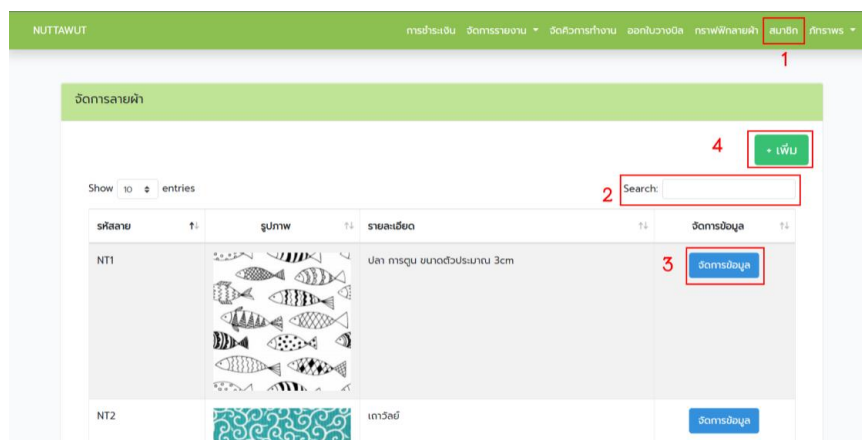 NUTTAWUT การชำระเงิน จัดการรายงาน จัดคิวการทำงาน ออกใบวางบิล กราฟฟิกลายผ้า สมาชิก ภัทราพร
1
จัดการลายผ้า
4 + เพิ่ม
Show 10 entries 2 Search:
รหัสลาย รูปภาพ รายละเอียด จัดการข้อมูล
NT1 ปลา การตูน ขนาดตัวประมาณ 3cm 3 จัดการข้อมูล
NT2 เถาวัลย์ จัดการข้อมูล